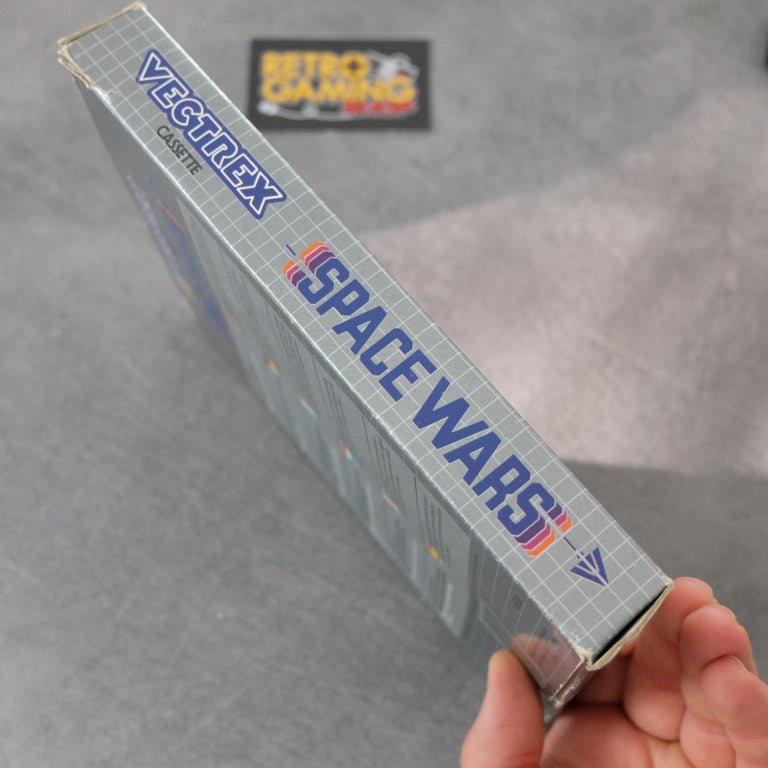 RETRO
GAMING
VECTREX
CASSETTE
SPACE WARS